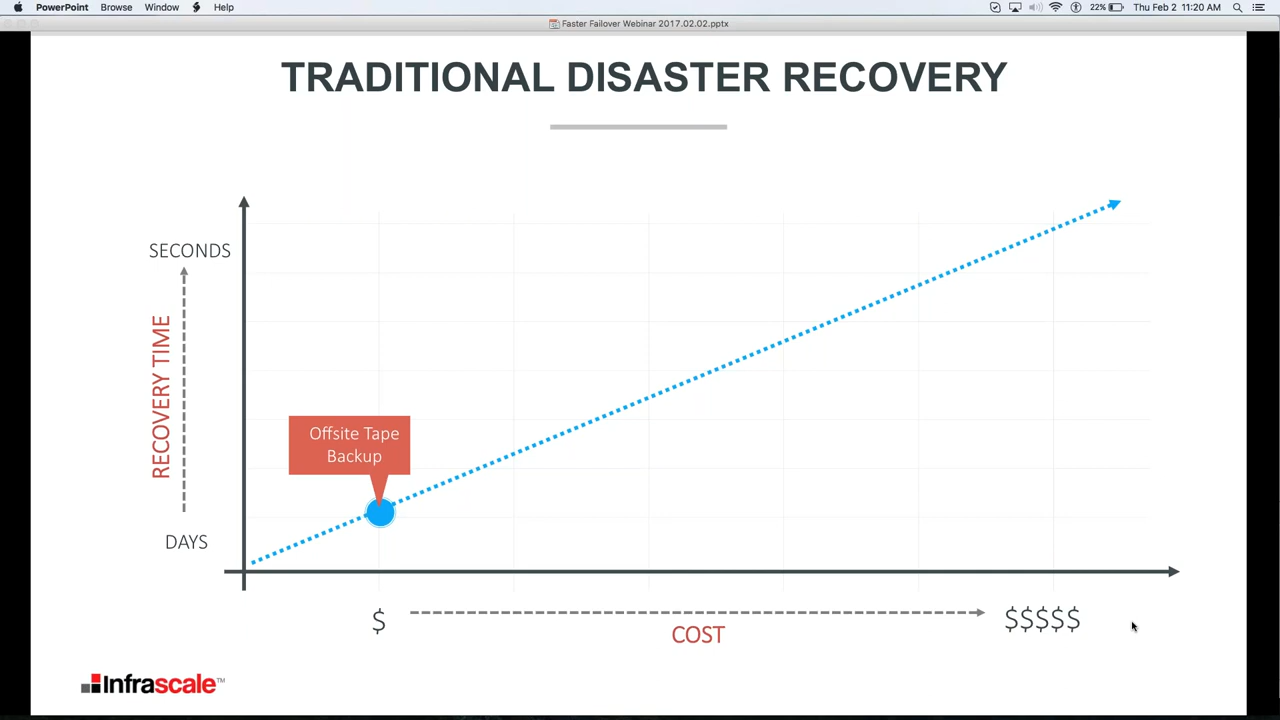 PowerPoint Browse Window Help 22% Thu Feb 2 11:20 AM
Faster Failover Webinar 2017.02.02.pptx
TRADITIONAL DISASTER RECOVERY
SECONDS
RECOVERY TIME
DAYS
Offsite Tape
Backup
$
$$$$$
COST
Infrascale™